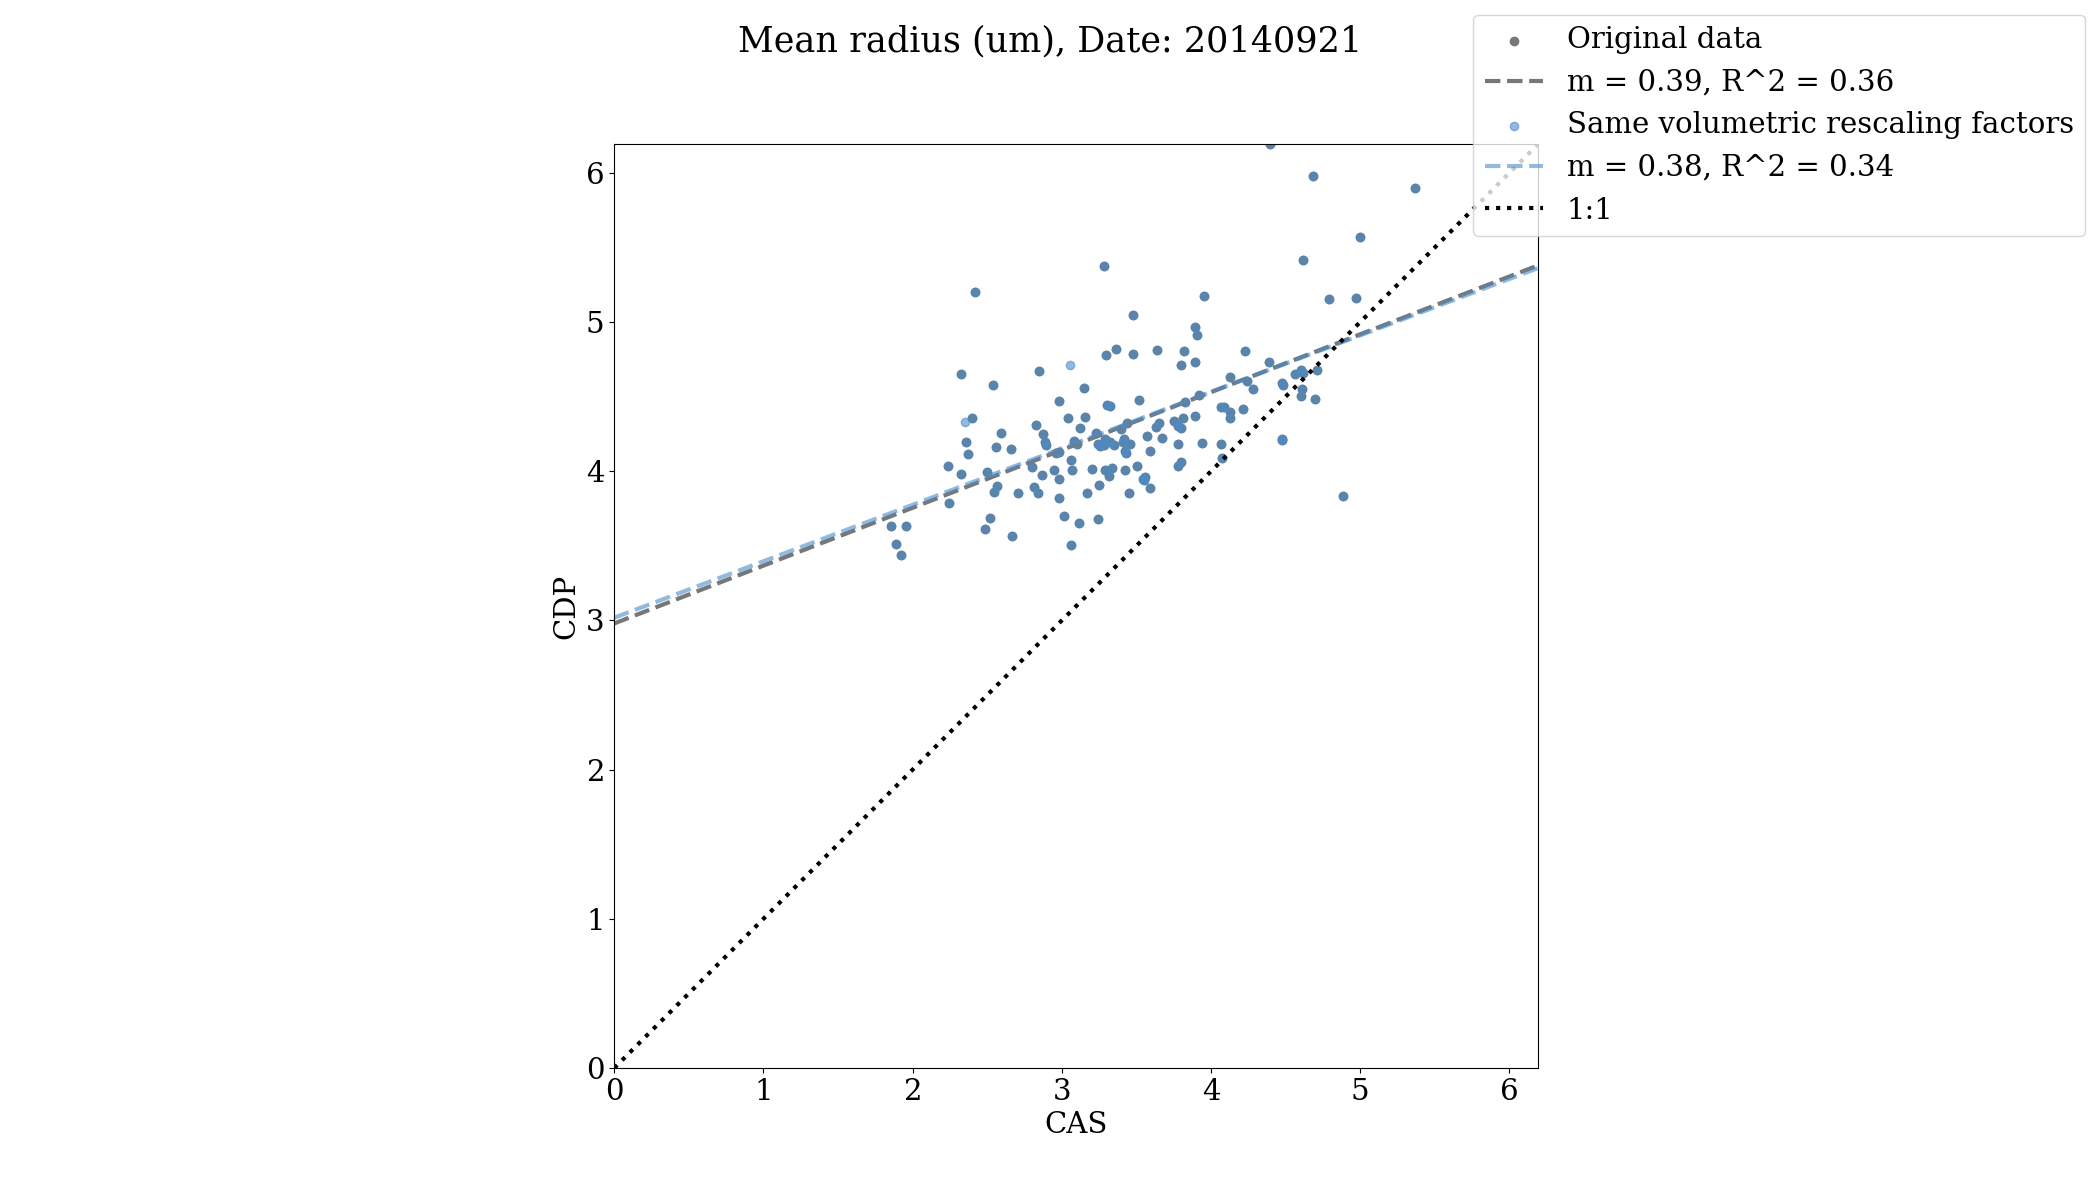 Mean radius (um), Date: 20140921
Original data
m = 0.39, R^2 = 0.36
Same volumetric rescaling factors
m = 0.38, R^2 = 0.34
1:1
6
5
4
3
2
1
0
CDP
0 1 2 3 4 5 6
CAS